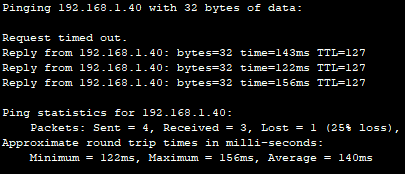 Pinging 192.168.1.40 with 32 bytes of data:
Request timed out.
Reply from 192.168.1.40: bytes=32 time=143ms TTL=127
Reply from 192.168.1.40: bytes=32 time=122ms TTL=127
Reply from 192.168.1.40: bytes=32 time=156ms TTL=127
Ping statistics for 192.168.1.40:
Packets: Sent = 4, Received = 3, Lost = 1 (25% loss),
Approximate round trip times in milli-seconds:
Minimum = 122ms, Maximum = 156ms, Average = 140ms